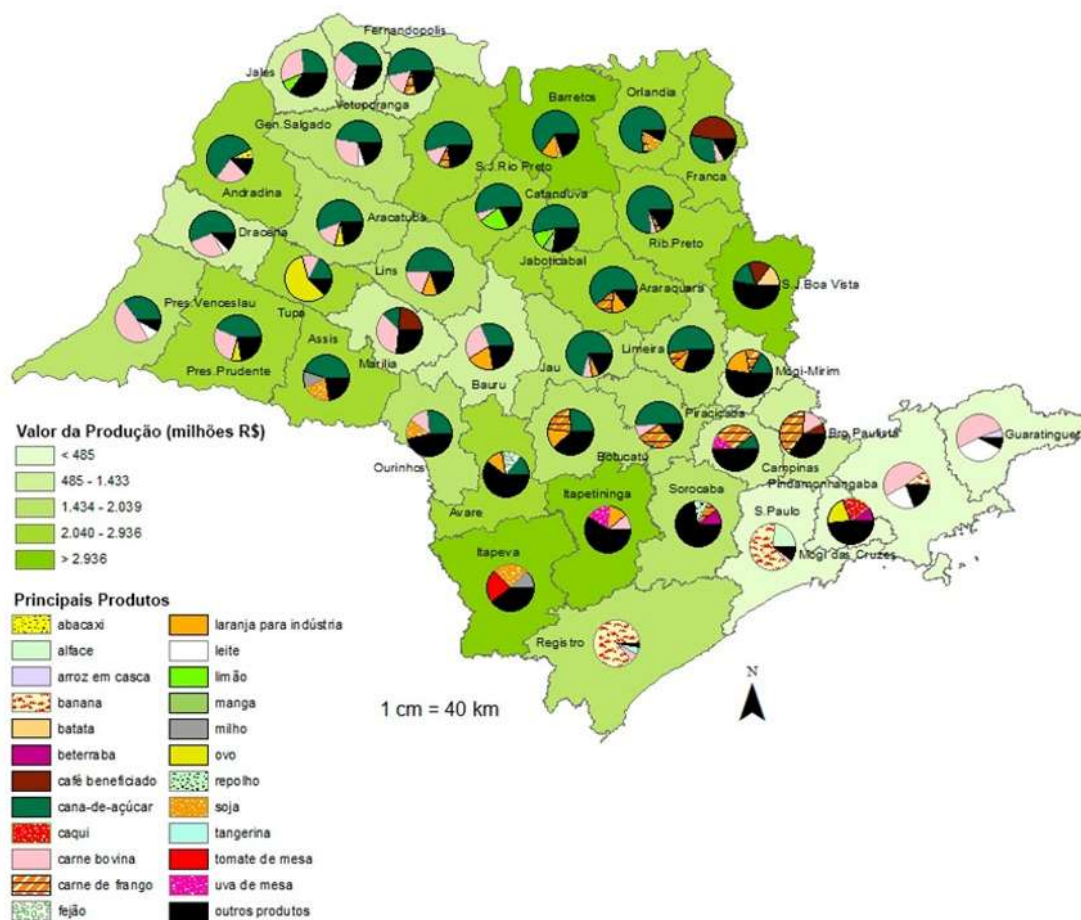 Fernandopolis
Jales
Votuporanga
Barretos
Orlandia
Gen.Salgado
S.J.Rio Preto
Franca
Andradina
Catanduva
Aracatuba
Dracena
Jaboticabal
Rib.Preto
Lins
Araraquara
S.J.Boa Vista
Pres.Venceslau
Tupa
Assis
Marilia
Pres.Prudente
Bauru
Jau
Limeira
Mogi-Mirim
Piracicaba
Bro.Paulista
Guaratinguet
Valor da Produção (milhões R$)
< 485
485 - 1.433
1.434 - 2.039
2.040 - 2.936
> 2.936
Ourinhos
Botucatu
Campinas
Pindamonhangaba
Avare
Itapetininga
Sorocaba
S.Paulo
Mogi das Cruzes
Itapeva
Registro
N
1 cm = 40 km
Principais Produtos
abacaxi
alface
arroz em casca
banana
batata
beterraba
café beneficiado
cana-de-açúcar
caqui
carne bovina
carne de frango
fejão
laranja para indústria
leite
limão
manga
milho
ovo
repolho
soja
tangerina
tomate de mesa
uva de mesa
outros produtos